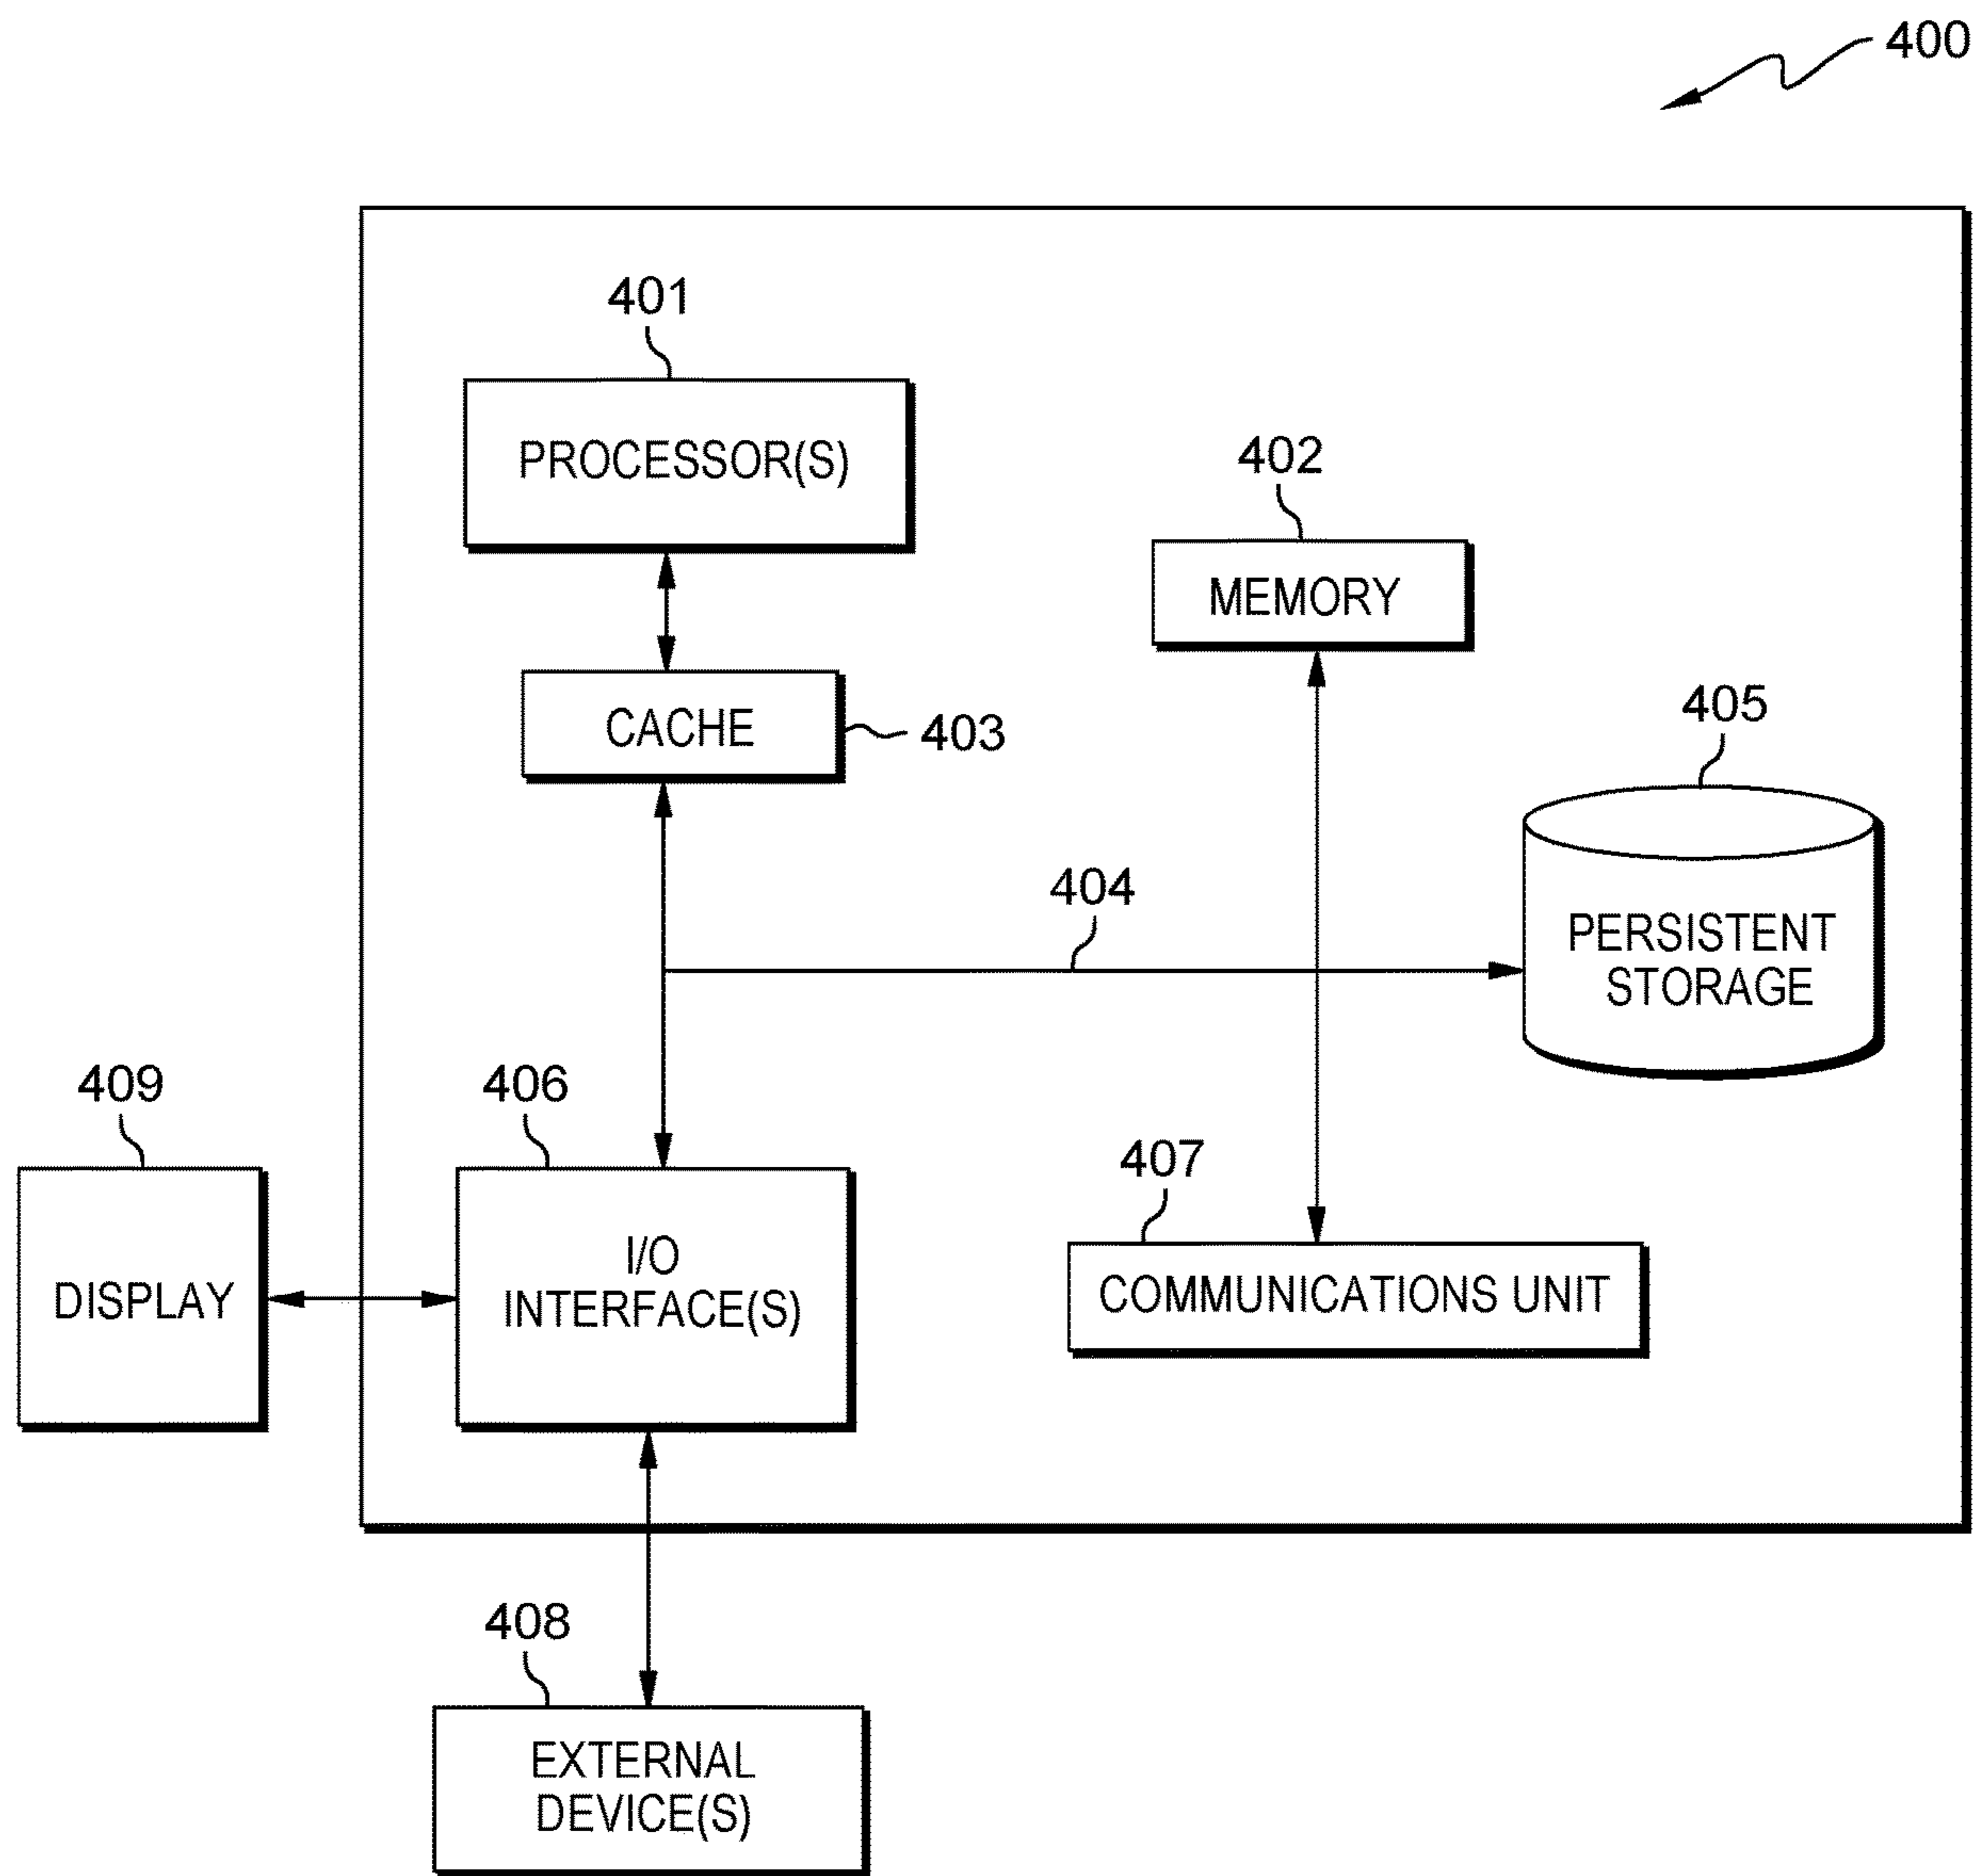 400
401
PROCESSOR(S)
402
MEMORY
CACHE
403
405
404
PERSISTENT
STORAGE
409
406
407
DISPLAY
I/O
INTERFACE(S)
COMMUNICATIONS UNIT
408
EXTERNAL
DEVICE(S)